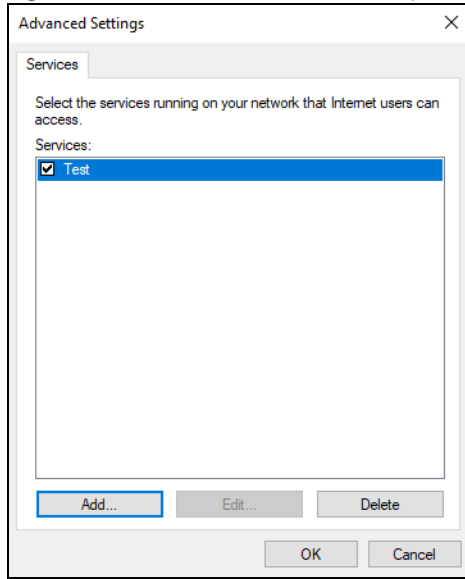 Advanced Settings
Services
Select the services running on your network that Internet users can
access.
Services:
Test
Add...
Edit...
Delete
OK
Cancel